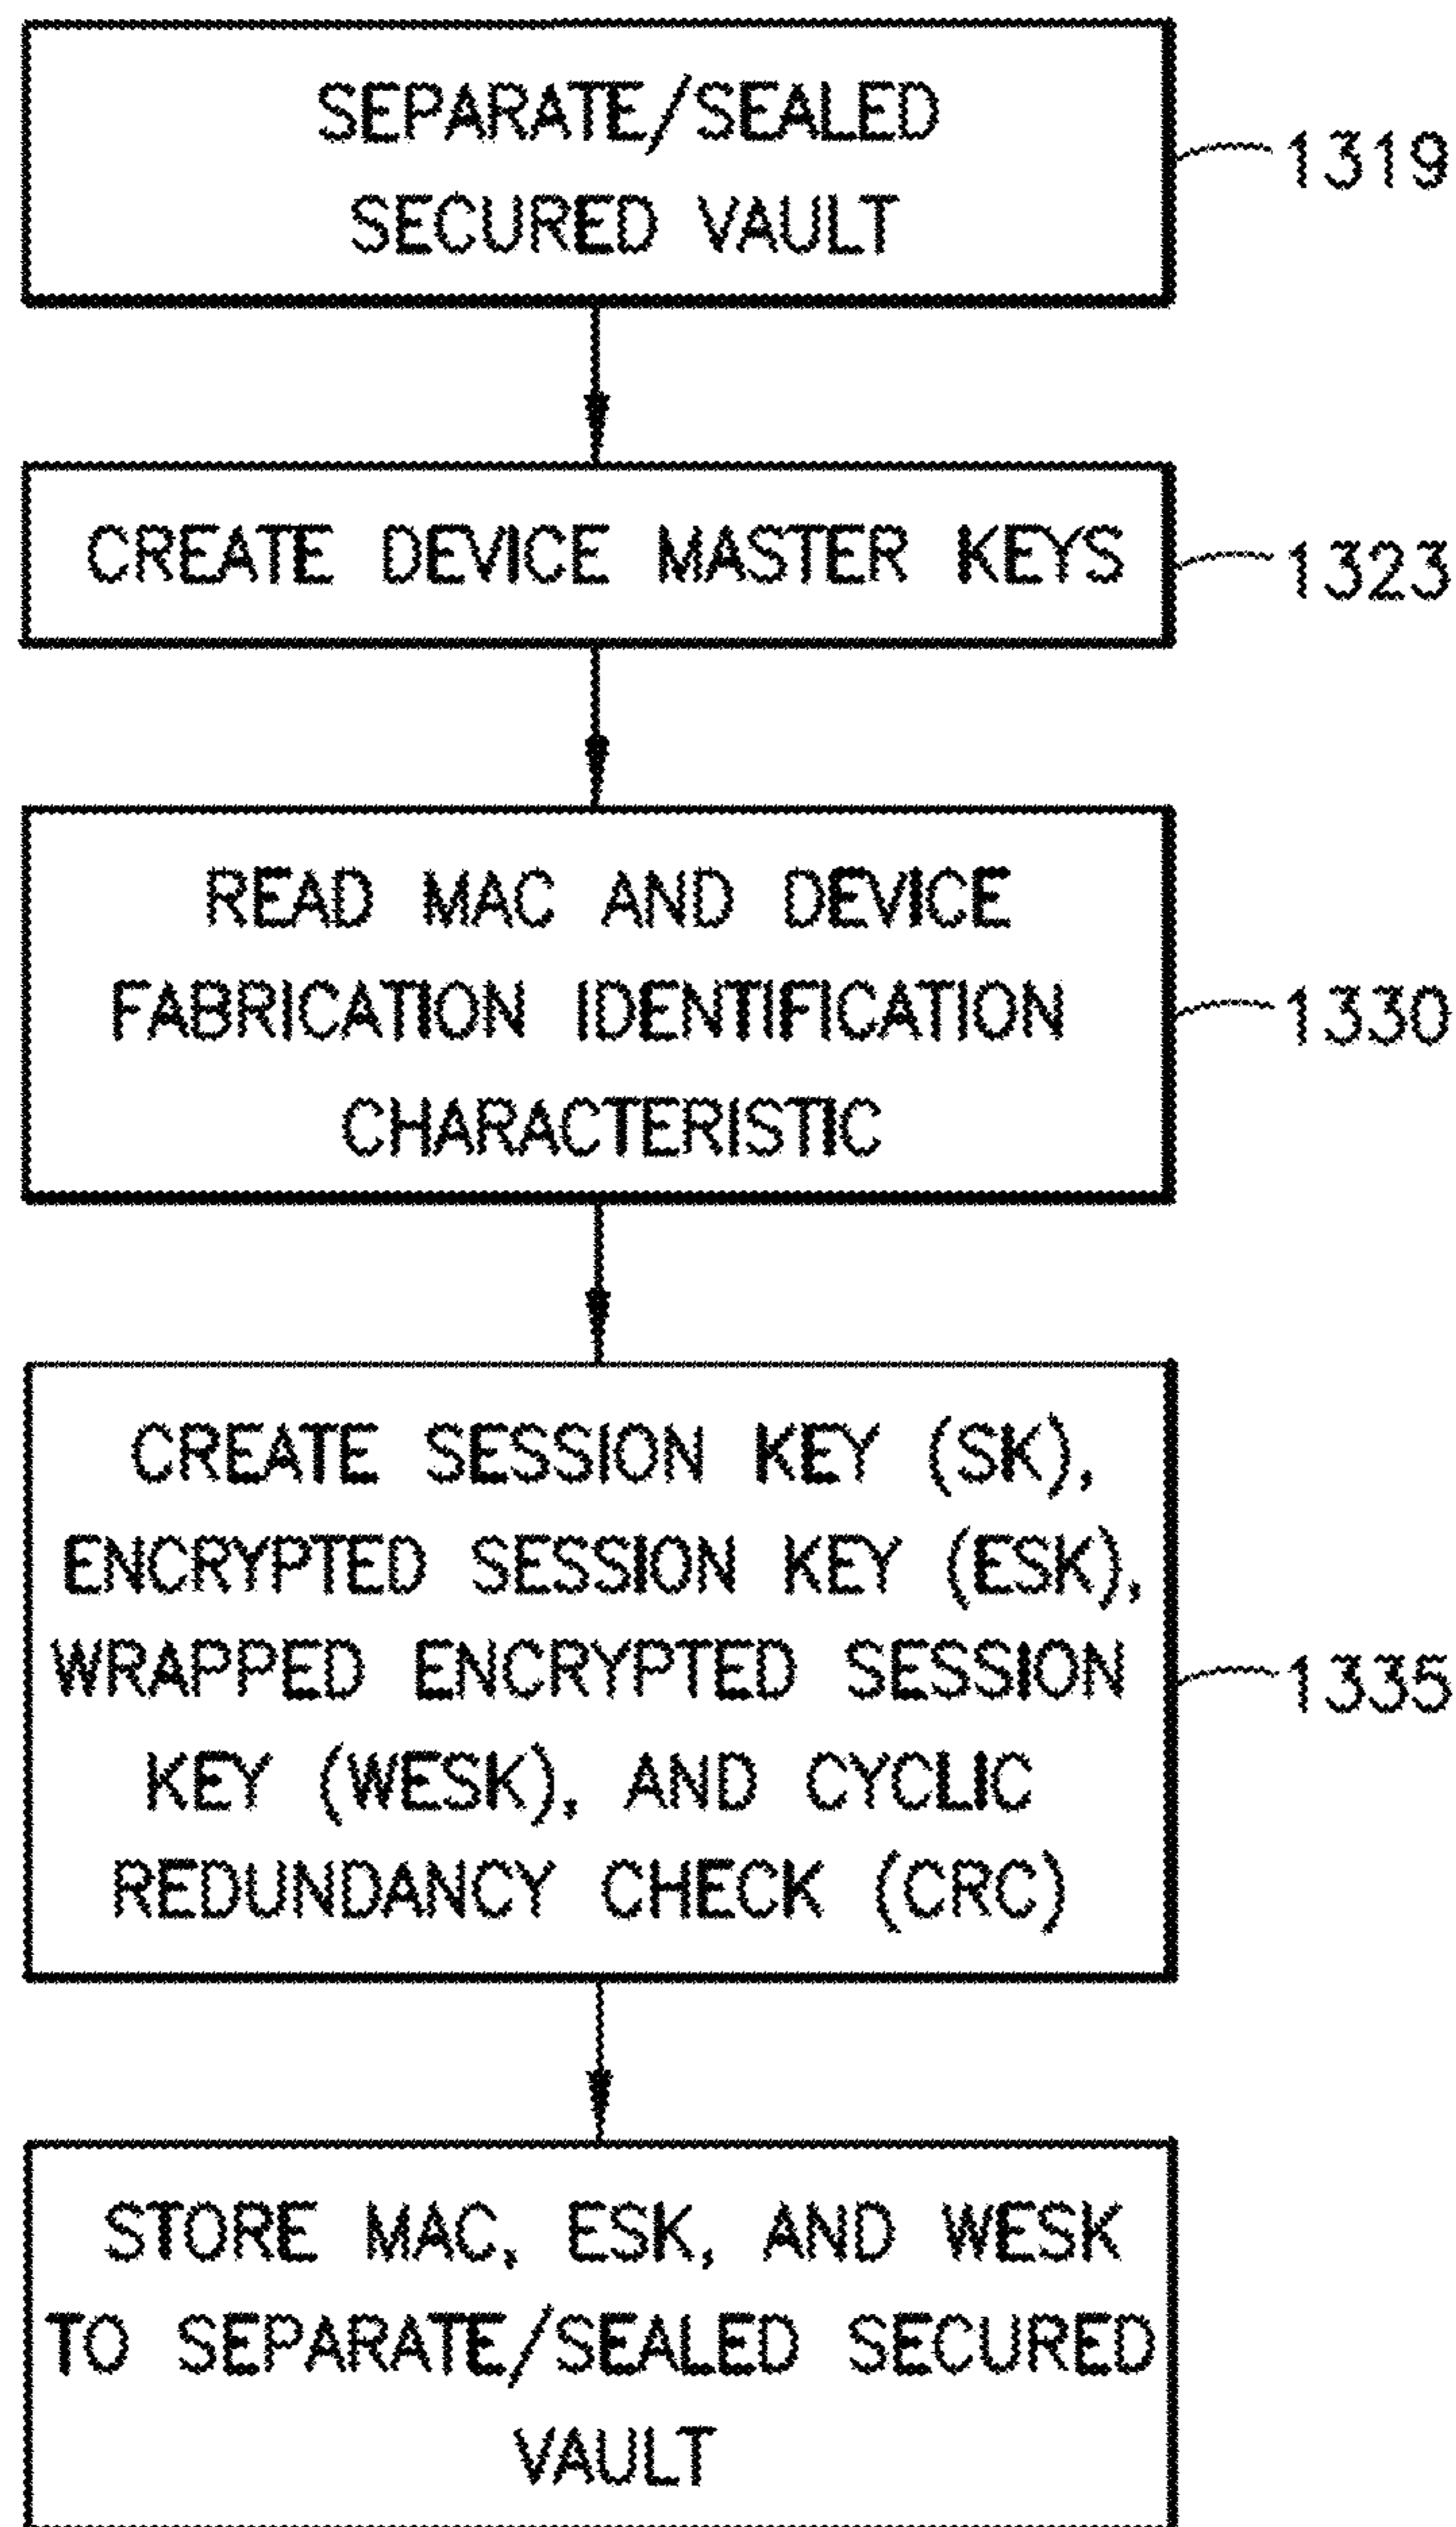 SEPARATE/SEALED
SECURED VAULT
1319
CREATE DEVICE MASTER KEYS
1323
READ MAC AND DEVICE
FABRICATION IDENTIFICATION
CHARACTERISTIC
1330
CREATE SESSION KEY (SK),
ENCRYPTED SESSION KEY (ESK),
WRAPPED ENCRYPTED SESSION
KEY (WESK), AND CYCLIC
REDUNDANCY CHECK (CRC)
1335
STORE MAC, ESK, AND WESK
TO SEPARATE/SEALED SECURED
VAULT